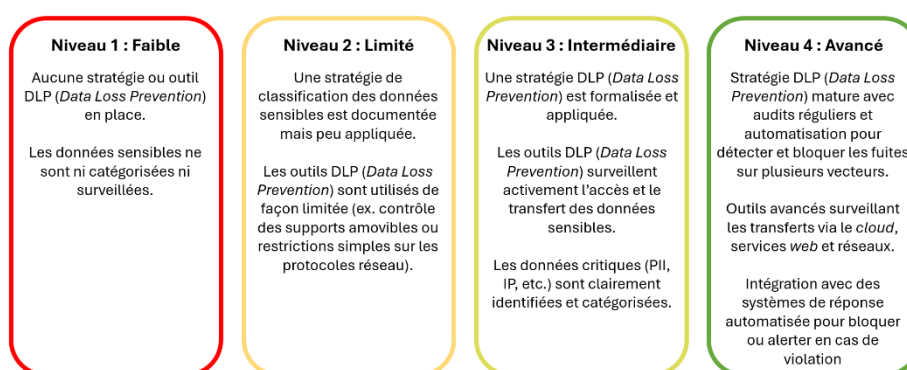 Niveau 1 : Faible
Aucune stratégie ou outil
DLP (Data Loss Prevention)
en place.
Les données sensibles ne
sont ni catégorisées ni
surveillées.
Niveau 2 : Limité
Une stratégie de
classification des données
sensibles est documentée
mais peu appliquée.
Les outils DLP (Data Loss
Prevention) sont utilisés de
façon limitée (ex. contrôle
des supports amovibles ou
restrictions simples sur les
protocoles réseau).
Niveau 3 : Intermédiaire
Une stratégie DLP (Data Loss
Prevention) est formalisée et
appliquée.
Les outils DLP (Data Loss
Prevention) surveillent
activement l’accès et le
transfert des données
sensibles.
Les données critiques (PII,
IP, etc.) sont clairement
identifiées et catégorisées.
Niveau 4 : Avancé
Stratégie DLP (Data Loss
Prevention) mature avec
audits réguliers et
automatisation pour
détecter et bloquer les fuites
sur plusieurs vecteurs.
Outils avancés surveillant
les transferts via le cloud,
services web et réseaux.
Intégration avec des
systèmes de réponse
automatisée pour bloquer
ou alerter en cas de
violation